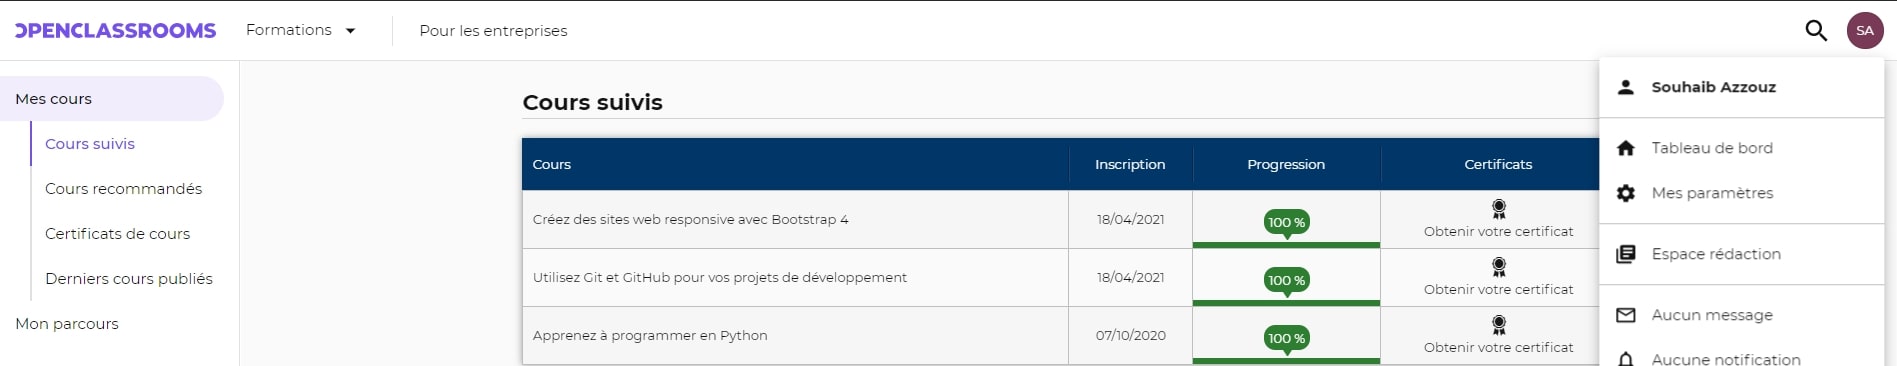 OPENCLASSROOMS
Formations
Pour les entreprises
SA
Mes cours
Cours suivis
Cours recommandés
Certificats de cours
Derniers cours publiés
Mon parcours
Cours suivis
Cours Inscription Progression Certificats
Créez des sites web responsive avec Bootstrap 4 18/04/2021 100 % Obtenir votre certificat
Utilisez Git et GitHub pour vos projets de développement 18/04/2021 100 % Obtenir votre certificat
Apprenez à programmer en Python 07/10/2020 100 % Obtenir votre certificat
Souhaib Azzouz
Tableau de bord
Mes paramètres
Espace rédaction
Aucun message
Aucune notification